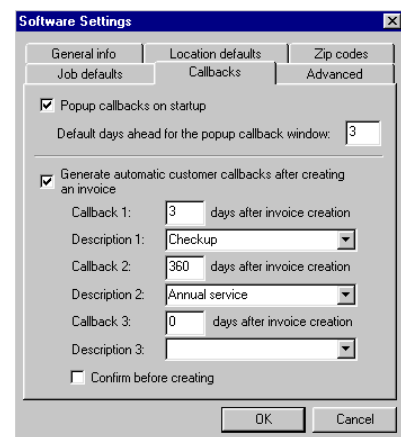 Software Settings
General info Location defaults Zip codes
Job defaults Callbacks Advanced
Popup callbacks on startup
Default days ahead for the popup callback window: 3
Generate automatic customer callbacks after creating
an invoice
Callback 1: 3 days after invoice creation
Description 1: Checkup
Callback 2: 360 days after invoice creation
Description 2: Annual service
Callback 3: 0 days after invoice creation
Description 3:
Confirm before creating
OK Cancel